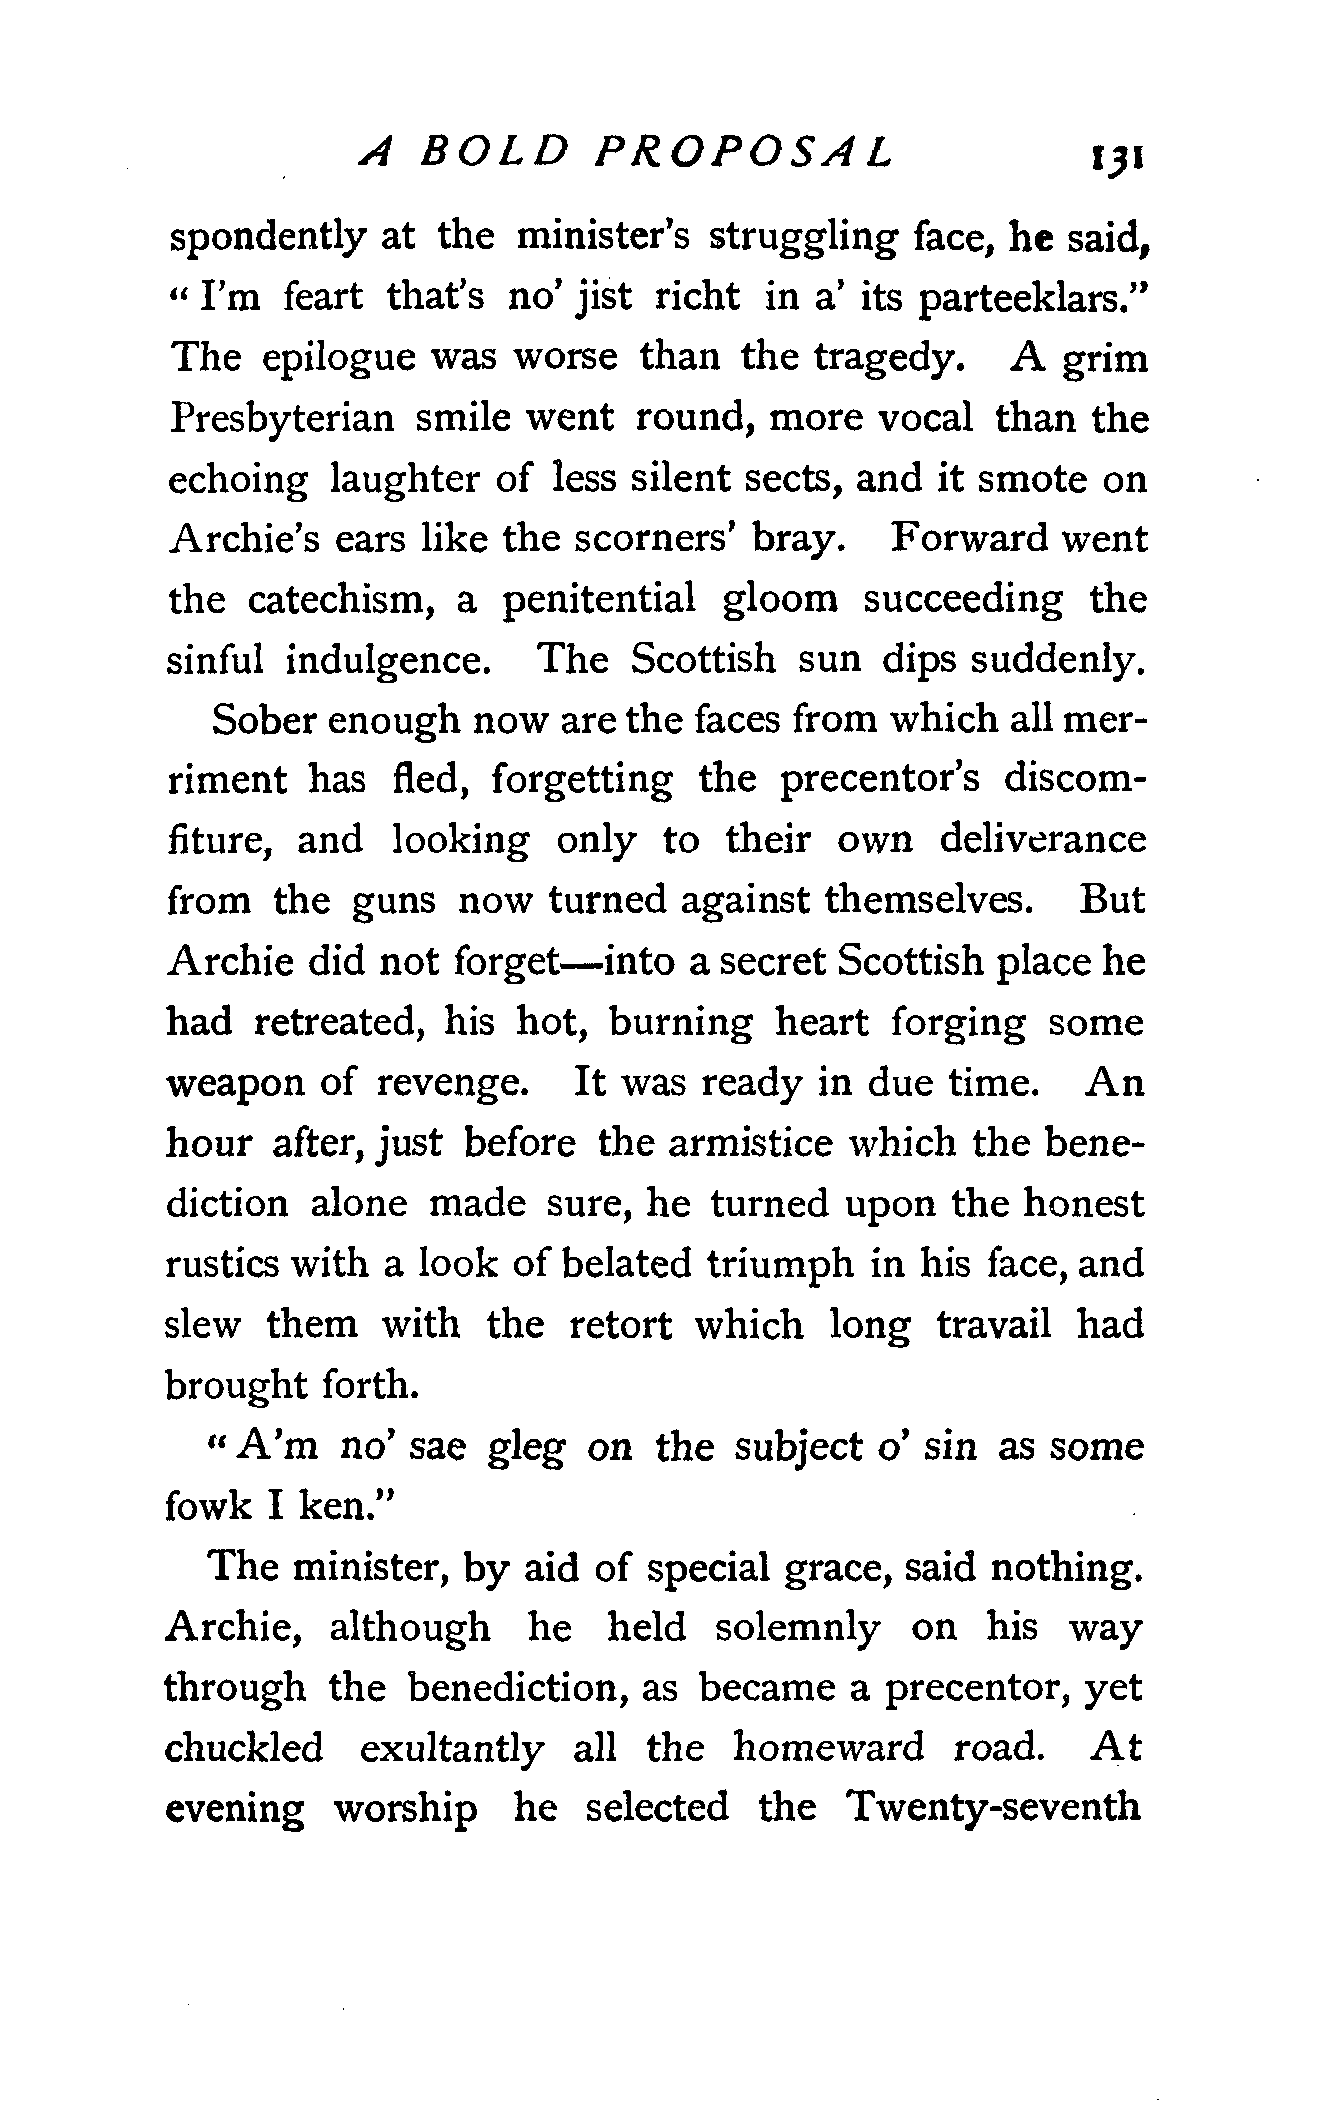 A BOLD PROPOSAL 131
spondently at the minister's struggling face, he said,
"I'm feart that's no' jist richt in a' its parteeklars."
The epilogue was worse than the tragedy. A grim
Presbyterian smile went round, more vocal than the
echoing laughter of less silent sects, and it smote on
Archie's ears like the scorners' bray. Forward went
the catechism, a penitential gloom succeeding the
sinful indulgence. The Scottish sun dips suddenly.
Sober enough now are the faces from which all mer-
riment has fled, forgetting the precentor's discom-
fiture, and looking only to their own deliverance
from the guns now turned against themselves. But
Archie did not forget—into a secret Scottish place he
had retreated, his hot, burning heart forging some
weapon of revenge. It was ready in due time. An
hour after, just before the armistice which the bene-
diction alone made sure, he turned upon the honest
rustics with a look of belated triumph in his face, and
slew them with the retort which long travail had
brought forth.
"A'm no' sae gleg on the subject o' sin as some
fowk I ken."
The minister, by aid of special grace, said nothing.
Archie, although he held solemnly on his way
through the benediction, as became a precentor, yet
chuckled exultantly all the homeward road. At
evening worship he selected the Twenty-seventh